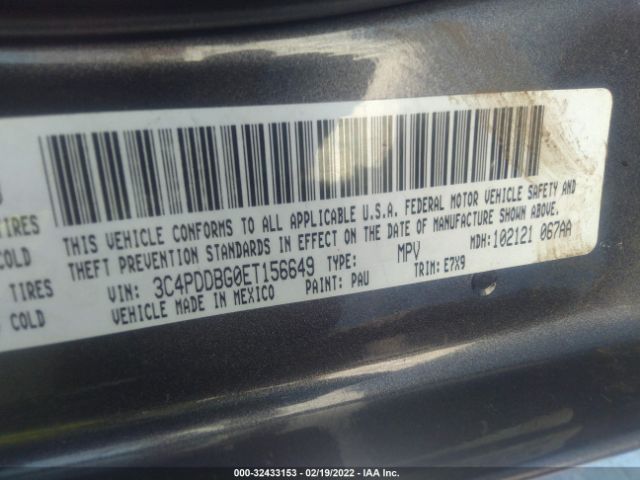 TIRES
COLD
TIRES
COLD
THIS VEHICLE CONFORMS TO ALL APPLICABLE U.S.A. FEDERAL MOTOR VEHICLE SAFETY AND
THEFT PREVENTION STANDARDS IN EFFECT ON THE DATE OF MANUFACTURE SHOWN ABOVE.
VIN: 3C4PDDBG0ET156649 TYPE: MPV MDH: 102121 067AA
VEHICLE MADE IN MEXICO PAINT: PAU TRIM: E7X9
000-32433153 - 02/19/2022 - IAA Inc.